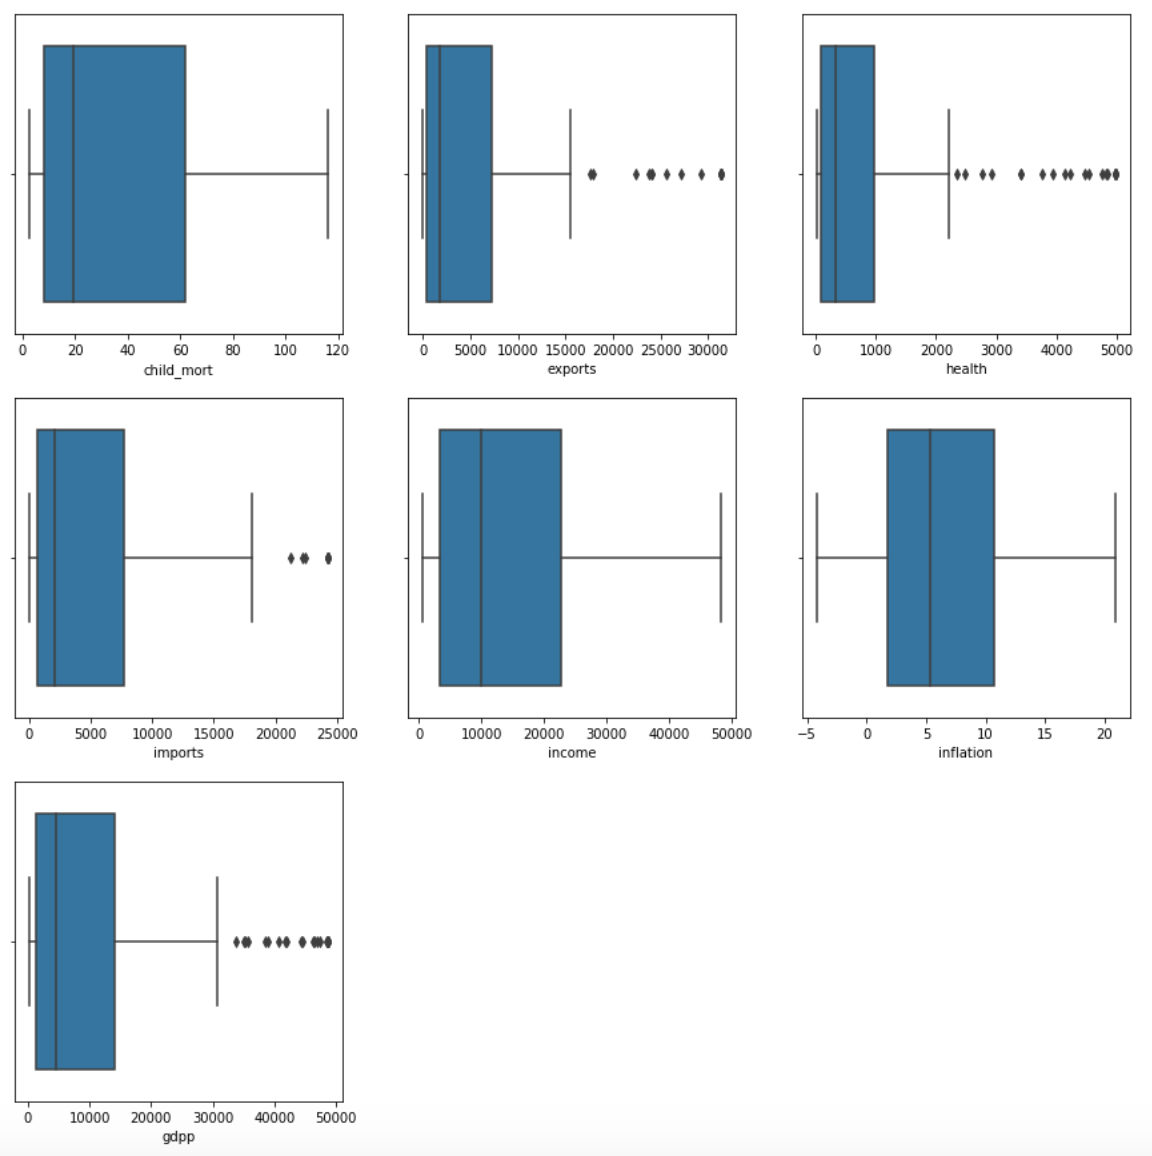 0 20 40 60 80 100 120
child_mort
0 5000 10000 15000 20000 25000 30000
exports
0 1000 2000 3000 4000 5000
health
0 5000 10000 15000 20000 25000
imports
0 10000 20000 30000 40000 50000
income
−5 0 5 10 15 20
inflation
0 10000 20000 30000 40000 50000
gdpp